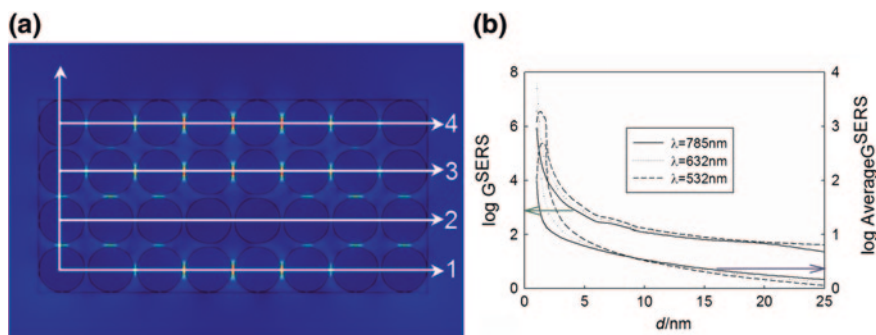 (a)
4
3
2
1
(b)
8
6
4
2
0
log G^SERS
4
3
2
1
0
log AverageG^SERS
λ=785nm
λ=632nm
λ=532nm
0 5 10 15 20 25
d/nm